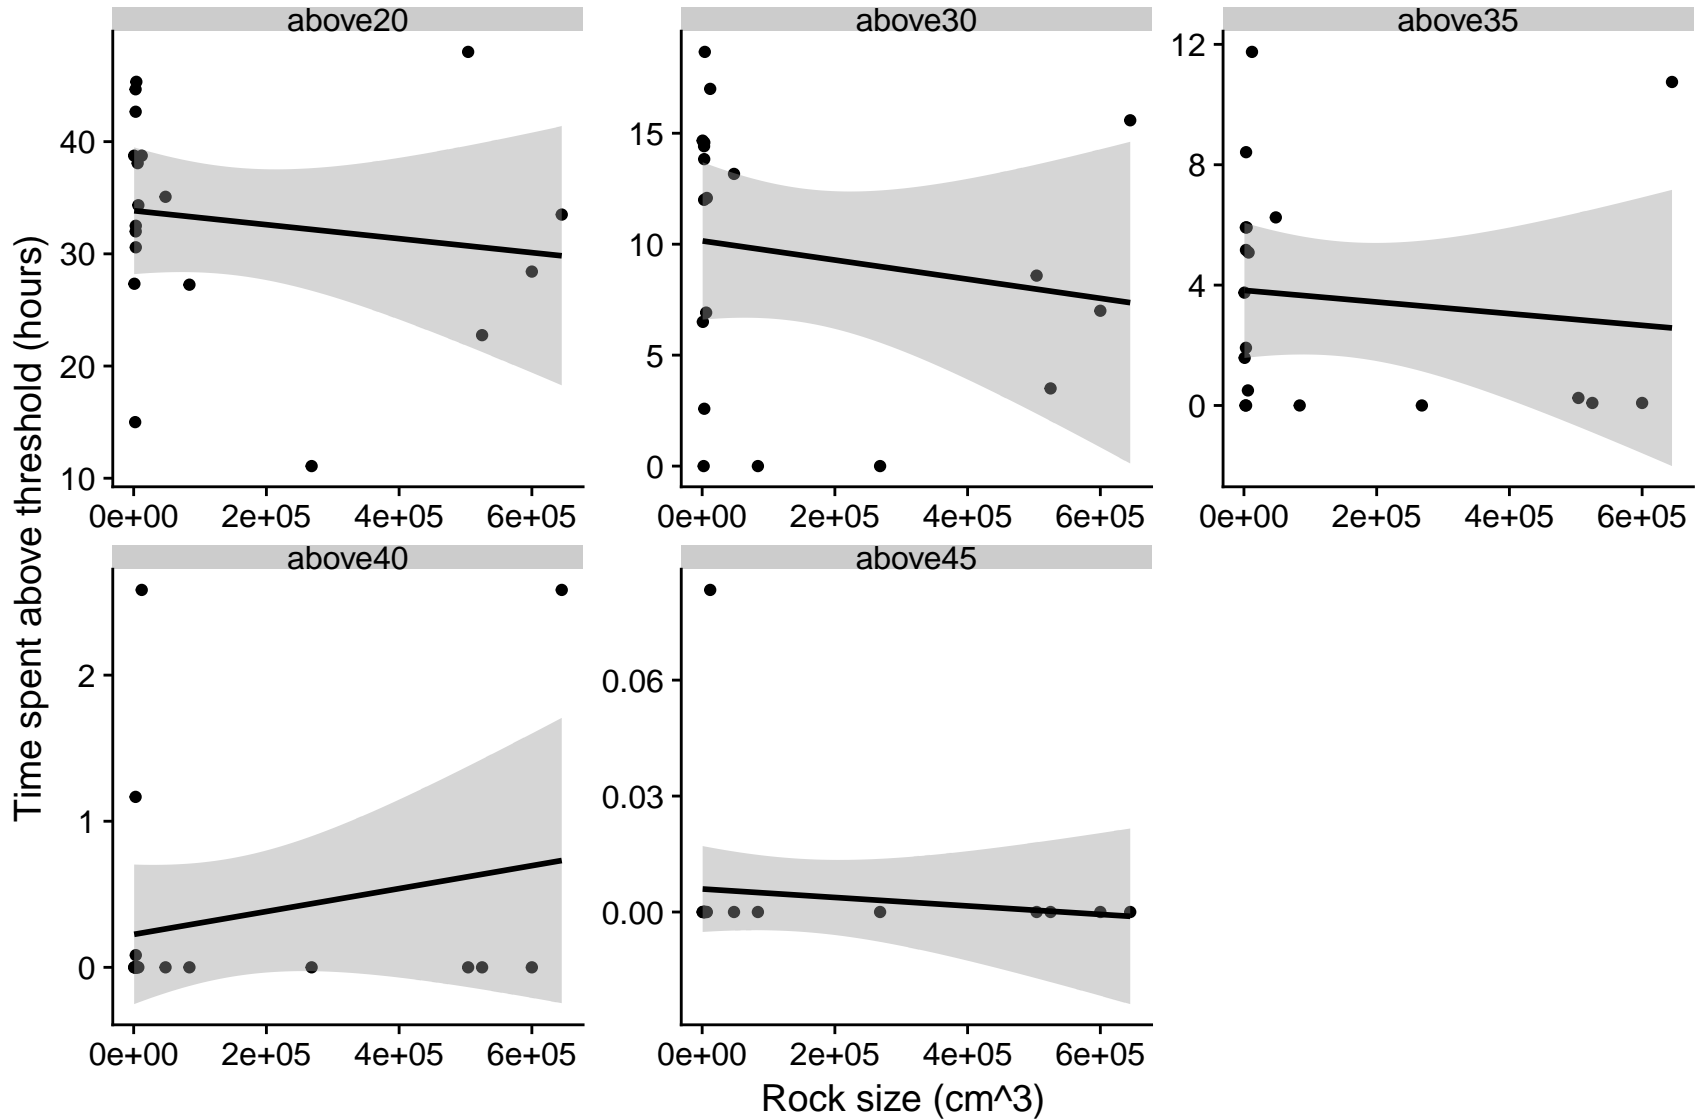 above20
above30
above35
40
30
20
10
15
10
5
0
12
8
4
0
0e+00 2e+05 4e+05 6e+05
0e+00 2e+05 4e+05 6e+05
0e+00 2e+05 4e+05 6e+05
Time spent above threshold (hours)
above40
above45
2
1
0
0.06
0.03
0.00
0e+00 2e+05 4e+05 6e+05
0e+00 2e+05 4e+05 6e+05
Rock size (cm^3)